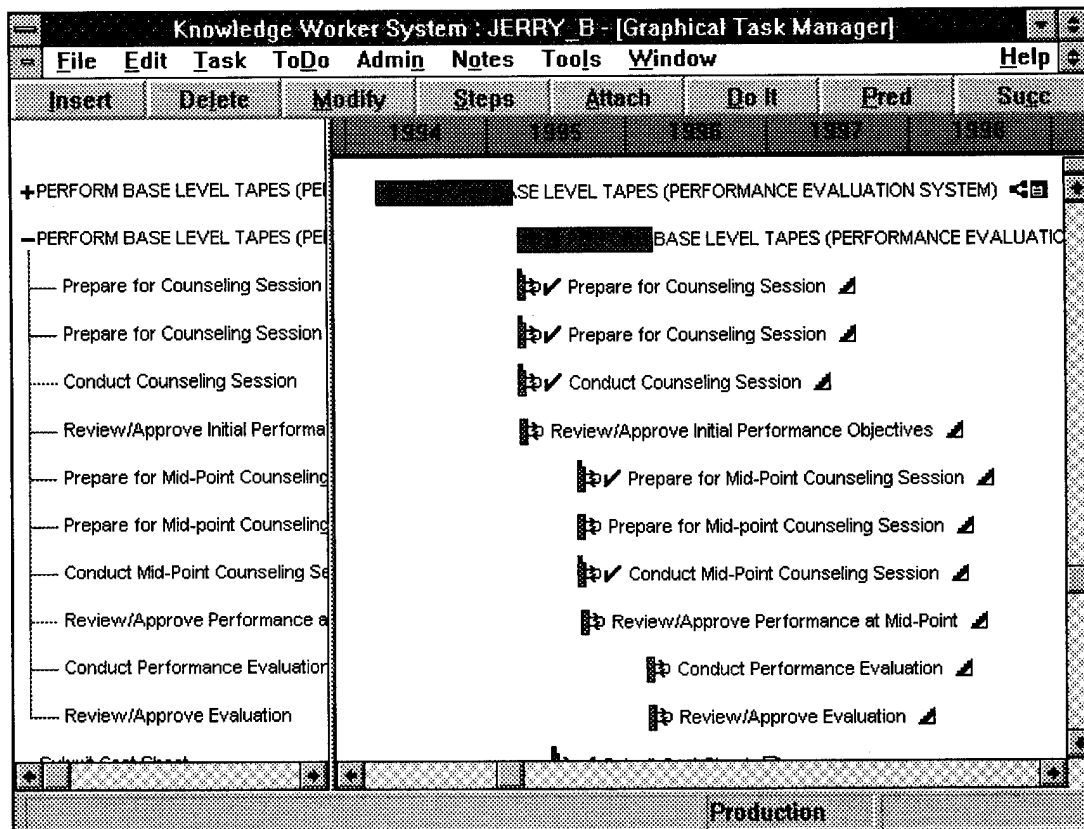 Knowledge Worker System : JERRY_B - [Graphical Task Manager]
File Edit Task ToDo Admin Notes Tools Window Help
Insert Delete Modify Steps Attach Do It Pred Succ
1994 1995 1996 1997 1998
+PERFORM BASE LEVEL TAPES (PE ASE LEVEL TAPES (PERFORMANCE EVALUATION SYSTEM)
-PERFORM BASE LEVEL TAPES (PE BASE LEVEL TAPES (PERFORMANCE EVALUATIO
Prepare for Counseling Session Prepare for Counseling Session
Prepare for Counseling Session Prepare for Counseling Session
Conduct Counseling Session Conduct Counseling Session
Review/Approve Initial Performa Review/Approve Initial Performance Objectives
Prepare for Mid-Point Counseling Prepare for Mid-Point Counseling Session
Prepare for Mid-point Counseling Prepare for Mid-point Counseling Session
Conduct Mid-Point Counseling Se Conduct Mid-Point Counseling Session
Review/Approve Performance a Review/Approve Performance at Mid-Point
Conduct Performance Evaluation Conduct Performance Evaluation
Review/Approve Evaluation Review/Approve Evaluation
Production